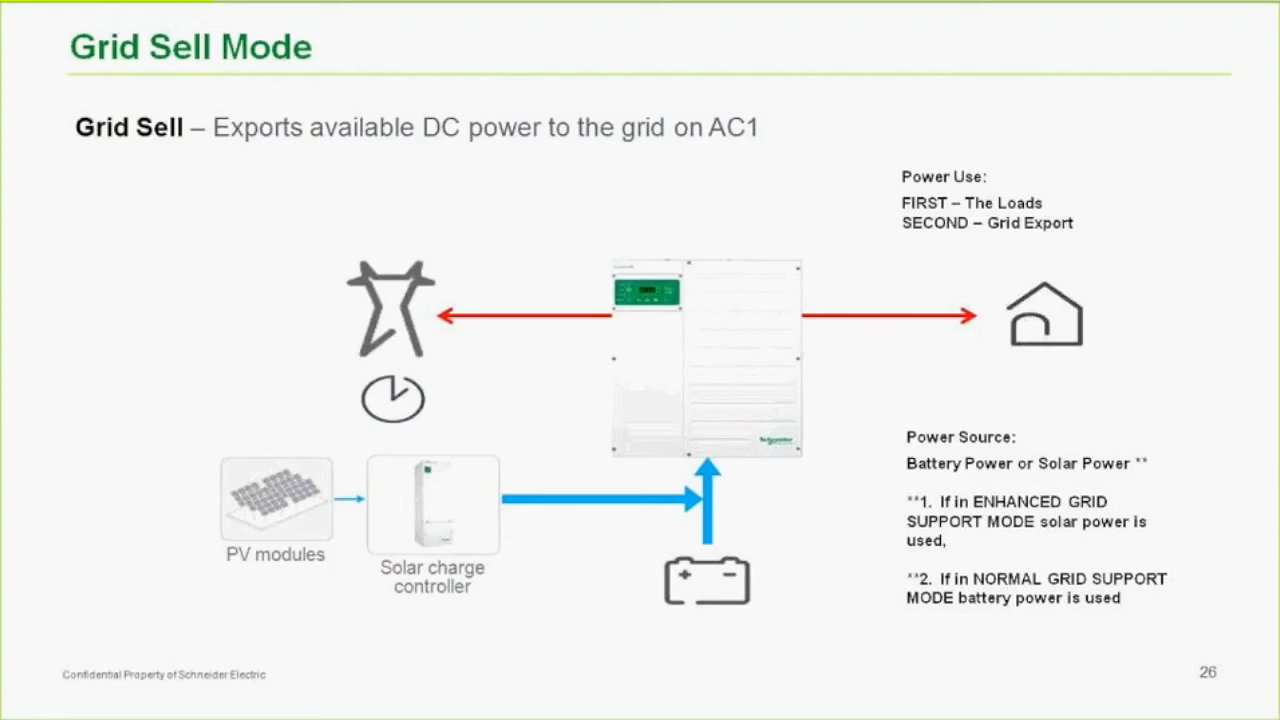 Grid Sell Mode
Grid Sell – Exports available DC power to the grid on AC1
Power Use:
FIRST – The Loads
SECOND – Grid Export
Schneider
Power Source:
Battery Power or Solar Power **
**1. If in ENHANCED GRID
SUPPORT MODE solar power is
used,
**2. If in NORMAL GRID SUPPORT
MODE battery power is used
PV modules
Solar charge
controller
Confidential Property of Schneider Electric
26